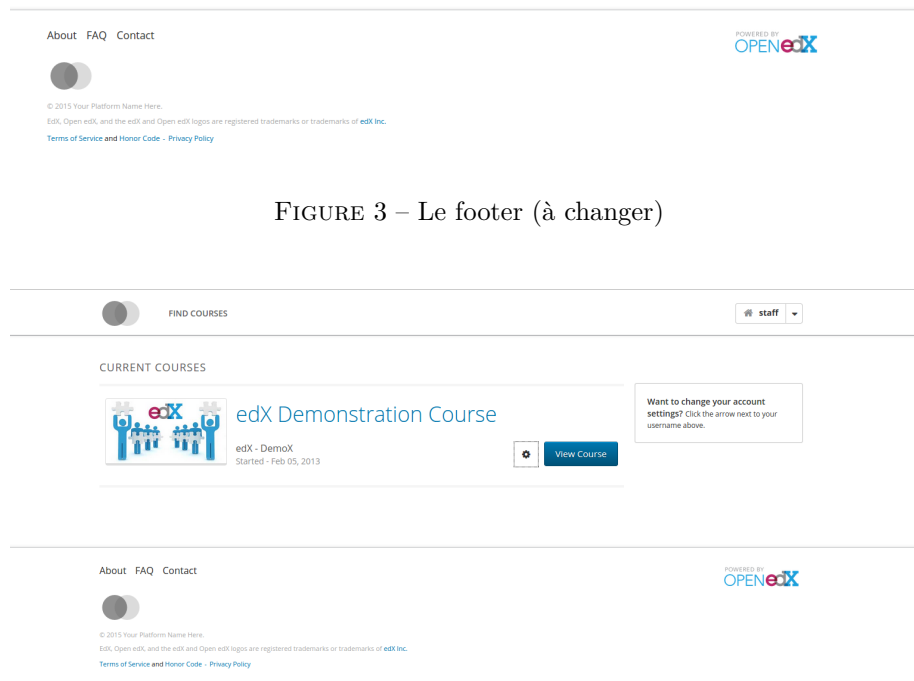 About FAQ Contact
POWERED BY
OPEN edX
© 2015 Your Platform Name Here.
EdX, Open edX, and the edX and Open edX logos are registered trademarks or trademarks of edX Inc.
Terms of Service and Honor Code - Privacy Policy
FIGURE 3 – Le footer (à changer)
FIND COURSES
staff
CURRENT COURSES
edX
edX Demonstration Course
edX - DemoX
Started - Feb 05, 2013
View Course
Want to change your account
settings? Click the arrow next to your
username above.
About FAQ Contact
POWERED BY
OPEN edX
© 2015 Your Platform Name Here.
EdX, Open edX, and the edX and Open edX logos are registered trademarks or trademarks of edX Inc.
Terms of Service and Honor Code - Privacy Policy